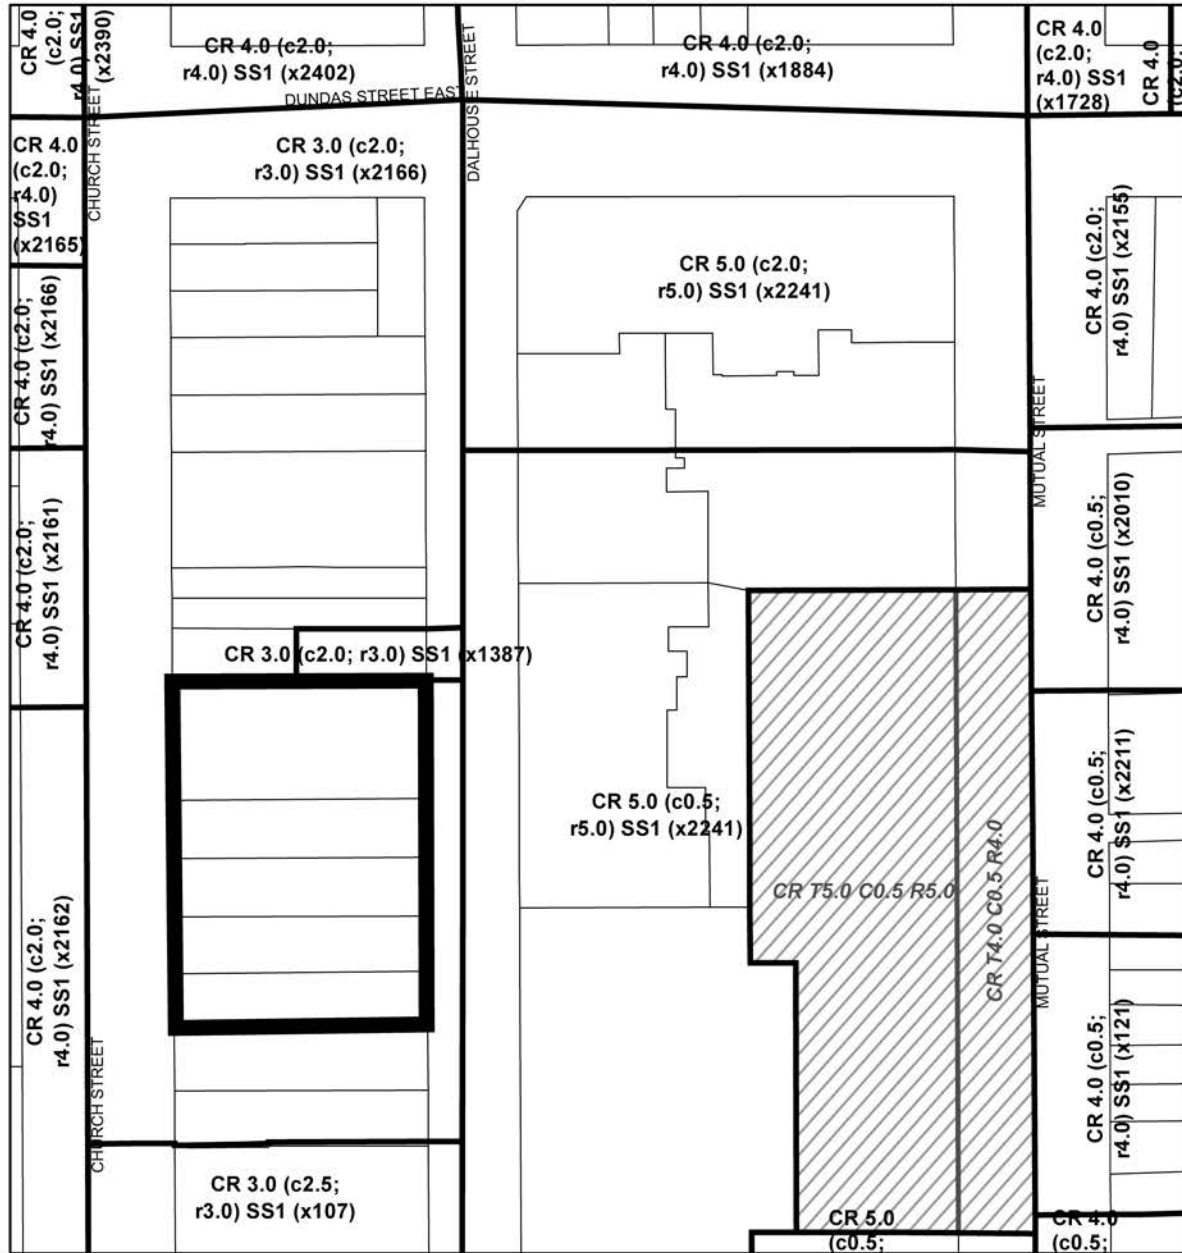 CR 4.0
(c2.0;
r4.0) SS1
(x2390)
CR 4.0 (c2.0;
r4.0) SS1 (x2402)
CR 4.0 (c2.0;
r4.0) SS1 (x1884)
CR 4.0
(c2.0;
r4.0) SS1
(x1728)
CR 4.0
(c2.0;
DUNDAS STREET EAST
CHURCH STREET
DALHOUSIE STREET
CR 4.0
(c2.0;
r4.0)
SS1
(x2165)
CR 3.0 (c2.0;
r3.0) SS1 (x2166)
CR 5.0 (c2.0;
r5.0) SS1 (x2241)
CR 4.0 (c2.0;
r4.0) SS1 (x2155)
CR 4.0 (c2.0;
r4.0) SS1 (x2166)
MUTUAL STREET
CR 4.0 (c2.0;
r4.0) SS1 (x2161)
CR 4.0 (c0.5;
r4.0) SS1 (x2010)
CR 3.0 (c2.0; r3.0) SS1 (x1387)
CR 5.0 (c0.5;
r5.0) SS1 (x2241)
CR 4.0 (c0.5;
r4.0) SS1 (x2211)
CR T5.0 C0.5 R5.0
CR T4.0 C0.5 R4.0
MUTUAL STREET
CR 4.0 (c2.0;
r4.0) SS1 (x2162)
CHURCH STREET
CR 4.0 (c0.5;
r4.0) SS1 (x121)
CR 3.0 (c2.5;
r3.0) SS1 (x107)
CR 5.0
(c0.5;
CR 4.0
(c0.5;